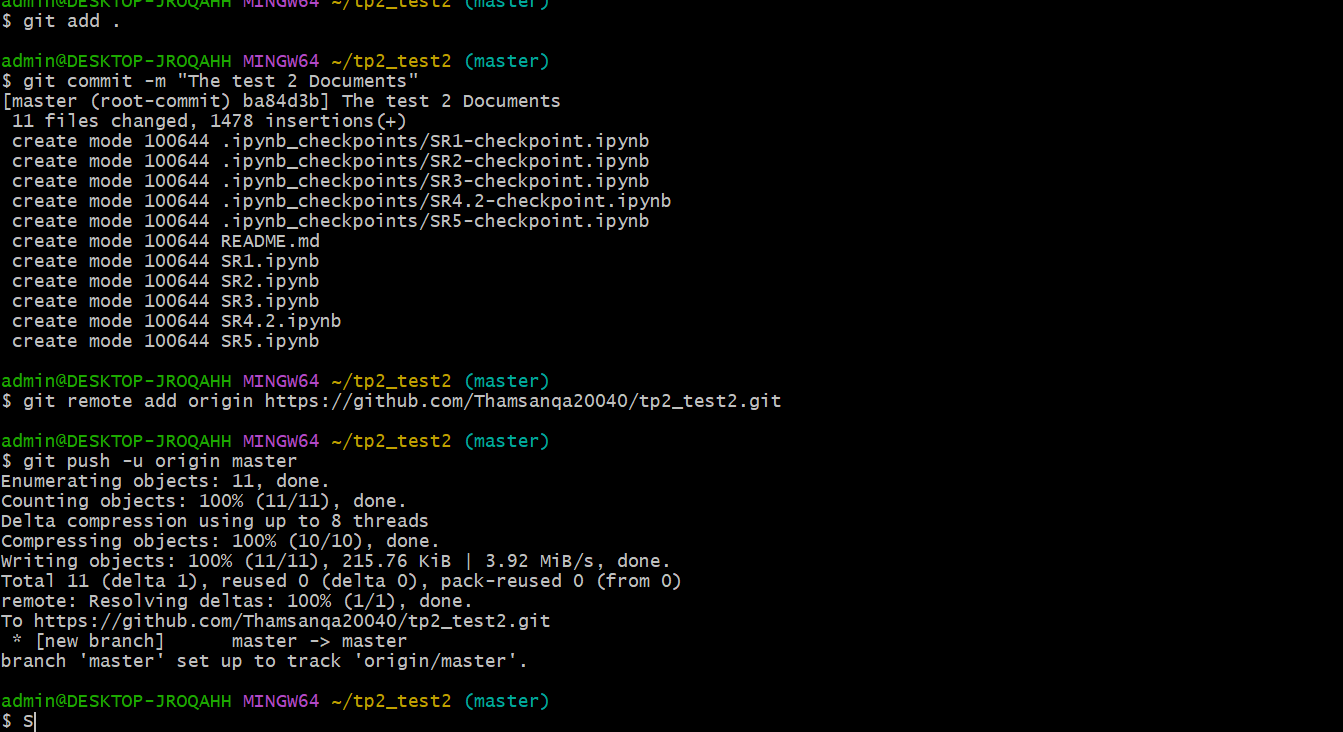 admin@DESKTOP-JROQAHH MINGW64 ~/tp2_test2 (master)
$ git add .
admin@DESKTOP-JROQAHH MINGW64 ~/tp2_test2 (master)
$ git commit -m "The test 2 Documents"
[master (root-commit) ba84d3b] The test 2 Documents
 11 files changed, 1478 insertions(+)
 create mode 100644 .ipynb_checkpoints/SR1-checkpoint.ipynb
 create mode 100644 .ipynb_checkpoints/SR2-checkpoint.ipynb
 create mode 100644 .ipynb_checkpoints/SR3-checkpoint.ipynb
 create mode 100644 .ipynb_checkpoints/SR4.2-checkpoint.ipynb
 create mode 100644 .ipynb_checkpoints/SR5-checkpoint.ipynb
 create mode 100644 README.md
 create mode 100644 SR1.ipynb
 create mode 100644 SR2.ipynb
 create mode 100644 SR3.ipynb
 create mode 100644 SR4.2.ipynb
 create mode 100644 SR5.ipynb
admin@DESKTOP-JROQAHH MINGW64 ~/tp2_test2 (master)
$ git remote add origin https://github.com/Thamsanqa20040/tp2_test2.git
admin@DESKTOP-JROQAHH MINGW64 ~/tp2_test2 (master)
$ git push -u origin master
Enumerating objects: 11, done.
Counting objects: 100% (11/11), done.
Delta compression using up to 8 threads
Compressing objects: 100% (10/10), done.
Writing objects: 100% (11/11), 215.76 KiB | 3.92 MiB/s, done.
Total 11 (delta 1), reused 0 (delta 0), pack-reused 0 (from 0)
remote: Resolving deltas: 100% (1/1), done.
To https://github.com/Thamsanqa20040/tp2_test2.git
 * [new branch]      master -> master
branch 'master' set up to track 'origin/master'.
admin@DESKTOP-JROQAHH MINGW64 ~/tp2_test2 (master)
$ S